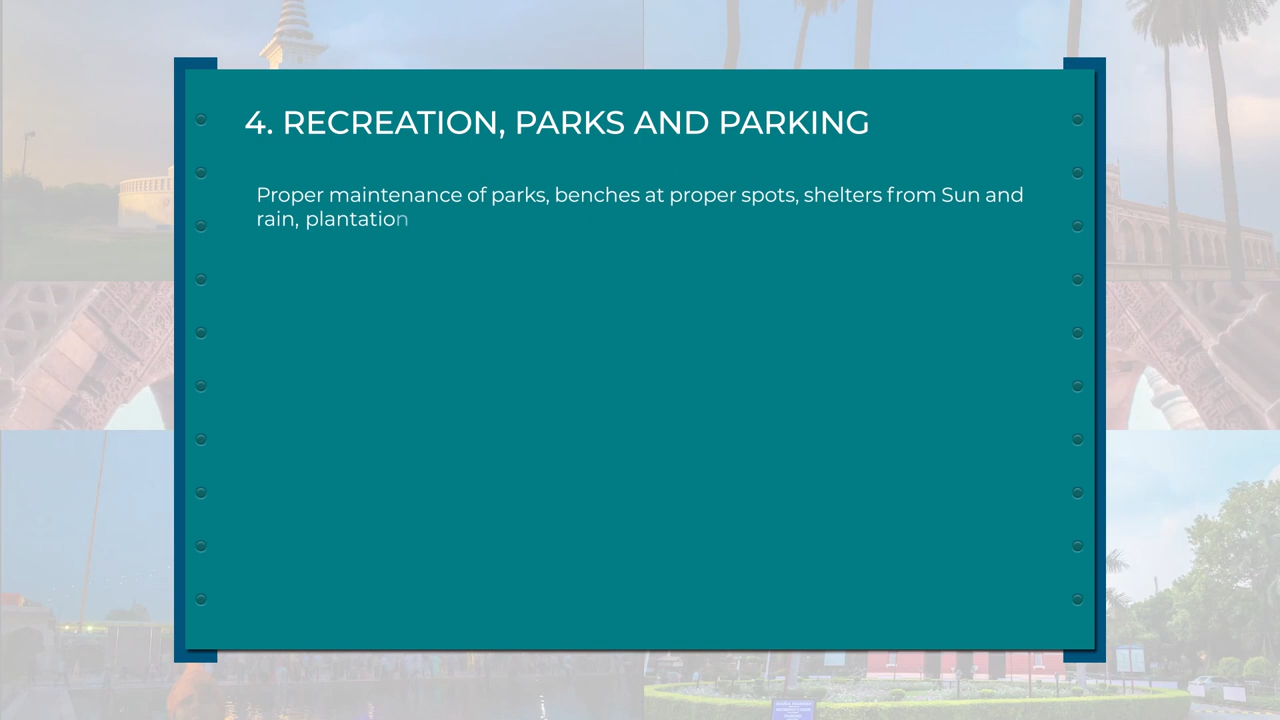 4. RECREATION, PARKS AND PARKING
Proper maintenance of parks, benches at proper spots, shelters from Sun and
rain, plantation